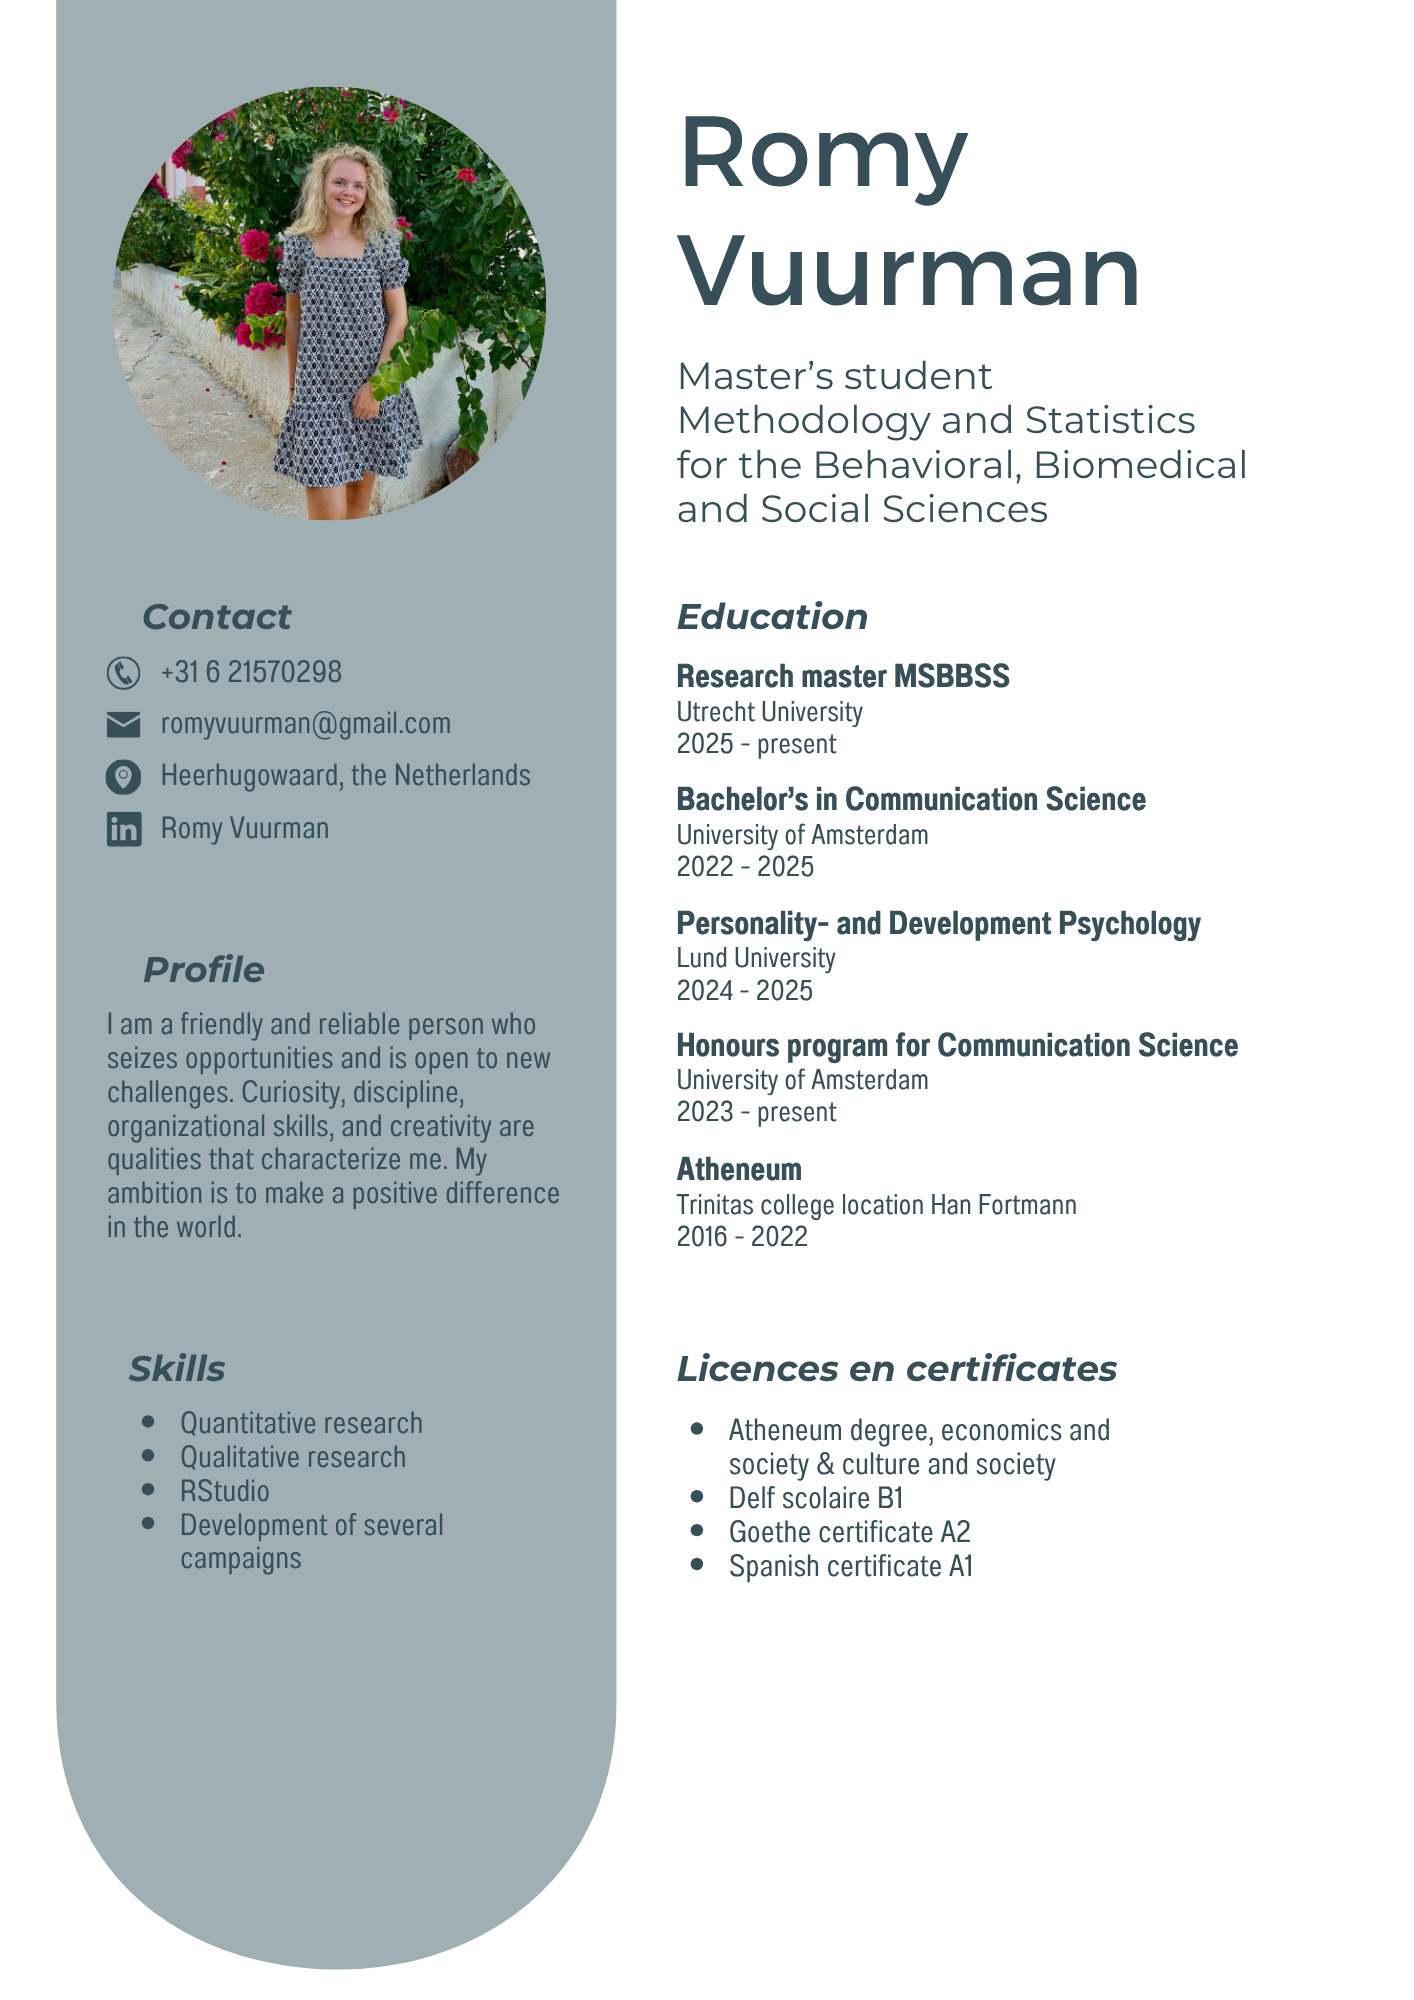 Romy
Vuurman
Master’s student
Methodology and Statistics
for the Behavioral, Biomedical
and Social Sciences
Contact
+31 6 21570298
romyvuurman@gmail.com
Heerhugowaard, the Netherlands
in Romy Vuurman
Profile
I am a friendly and reliable person who
seizes opportunities and is open to new
challenges. Curiosity, discipline,
organizational skills, and creativity are
qualities that characterize me. My
ambition is to make a positive difference
in the world.
Skills
• Quantitative research
• Qualitative research
• RStudio
• Development of several
campaigns
Education
Research master MSBBSS
Utrecht University
2025 - present
Bachelor’s in Communication Science
University of Amsterdam
2022 - 2025
Personality- and Development Psychology
Lund University
2024 - 2025
Honours program for Communication Science
University of Amsterdam
2023 - present
Atheneum
Trinitas college location Han Fortmann
2016 - 2022
Licences en certificates
• Atheneum degree, economics and
society & culture and society
• Delf scolaire B1
• Goethe certificate A2
• Spanish certificate A1